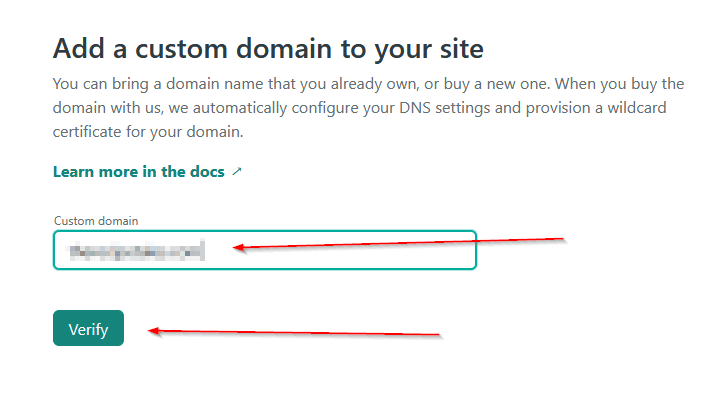 Add a custom domain to your site
You can bring a domain name that you already own, or buy a new one. When you buy the
domain with us, we automatically configure your DNS settings and provision a wildcard
certificate for your domain.
Learn more in the docs ↗
Custom domain
Verify